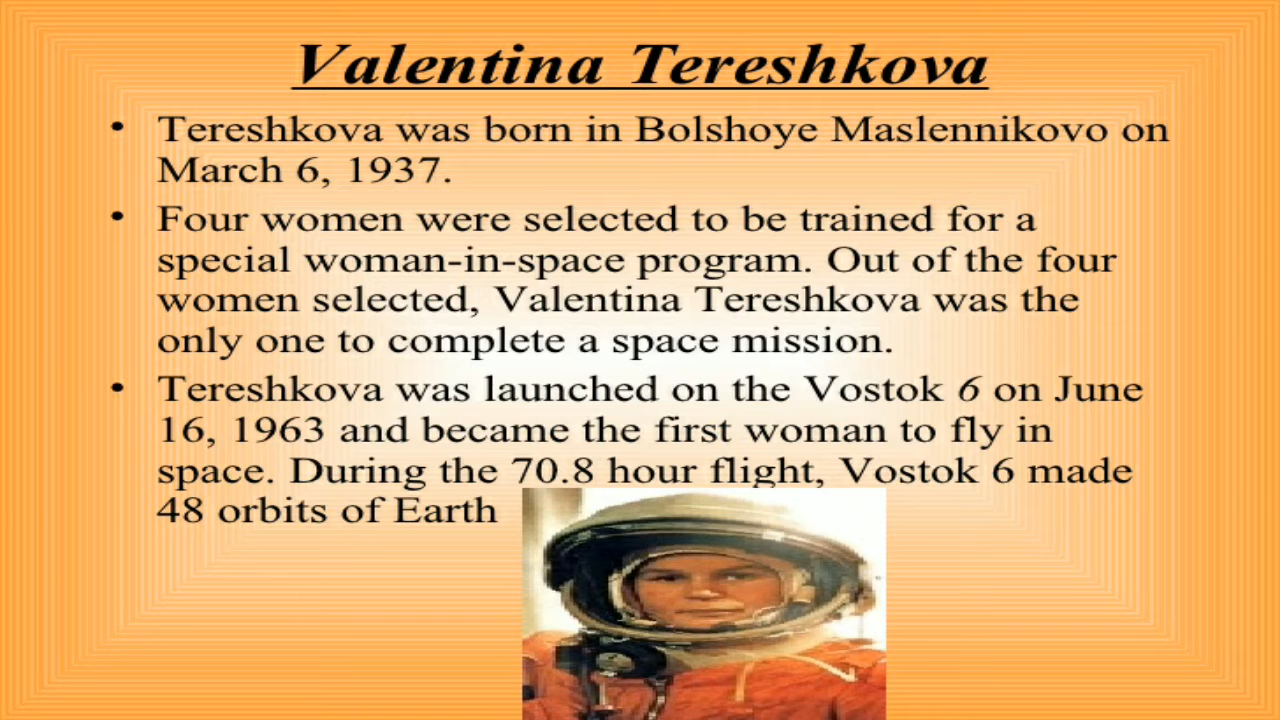 Valentina Tereshkova
• Tereshkova was born in Bolshoye Maslennikovo on
March 6, 1937.
• Four women were selected to be trained for a
special woman-in-space program. Out of the four
women selected, Valentina Tereshkova was the
only one to complete a space mission.
• Tereshkova was launched on the Vostok 6 on June
16, 1963 and became the first woman to fly in
space. During the 70.8 hour flight, Vostok 6 made
48 orbits of Earth